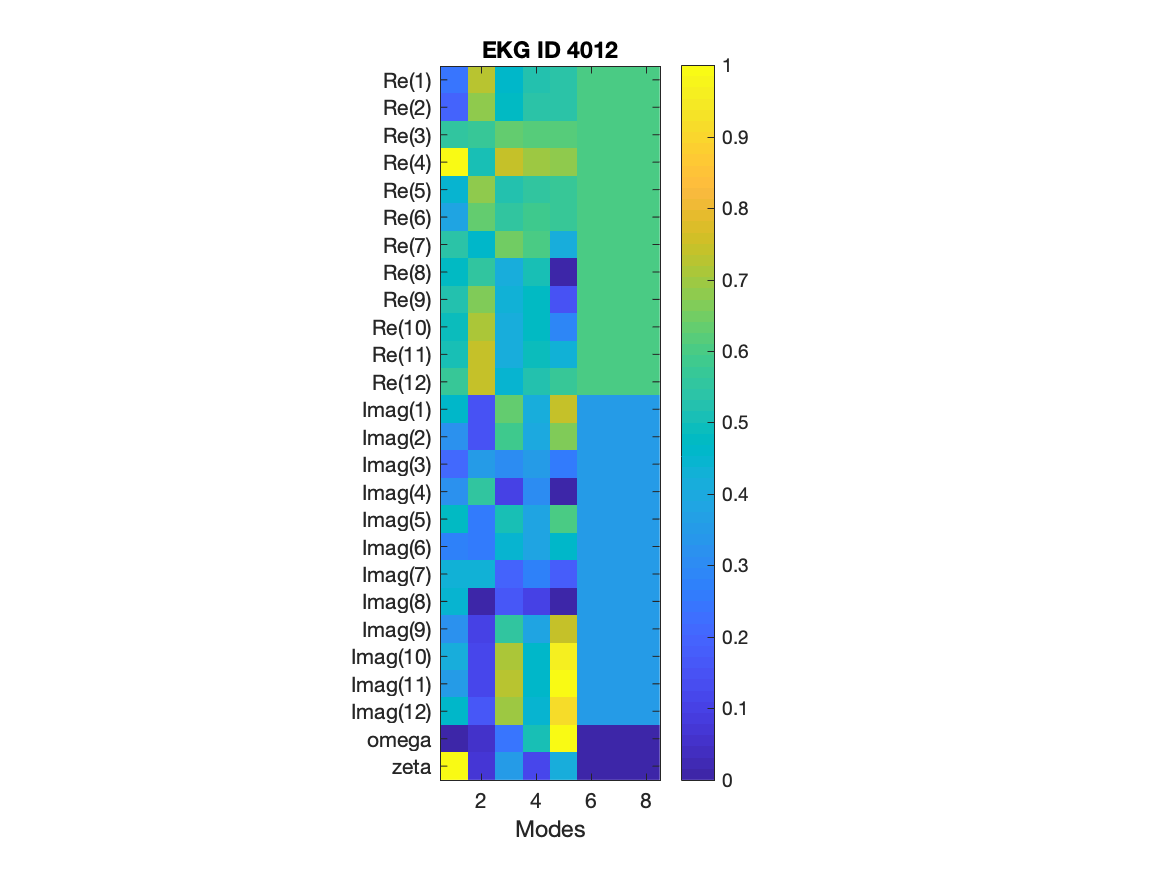 EKG ID 4012
Re(1)
Re(2)
Re(3)
Re(4)
Re(5)
Re(6)
Re(7)
Re(8)
Re(9)
Re(10)
Re(11)
Re(12)
Imag(1)
Imag(2)
Imag(3)
Imag(4)
Imag(5)
Imag(6)
Imag(7)
Imag(8)
Imag(9)
Imag(10)
Imag(11)
Imag(12)
omega
zeta
2 4 6 8
Modes
1
0.9
0.8
0.7
0.6
0.5
0.4
0.3
0.2
0.1
0